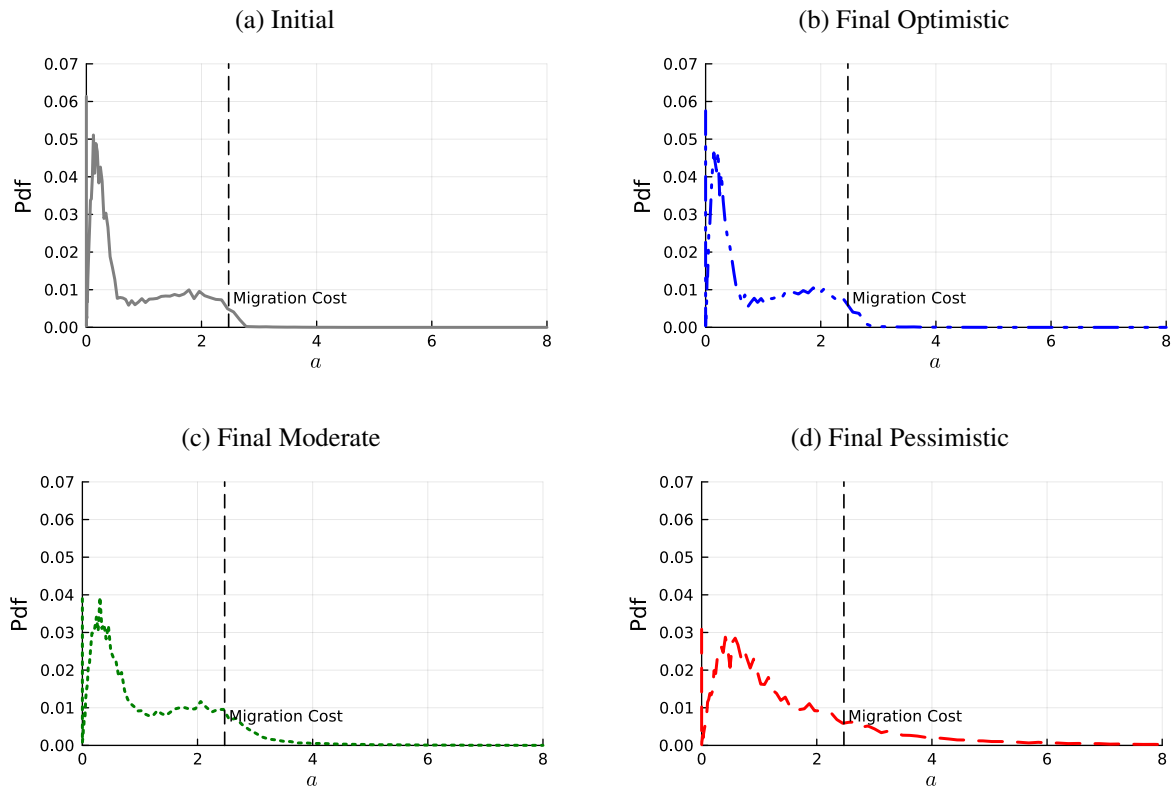 (a) Initial
0.07
0.06
0.05
0.04
0.03
0.02
0.01
0.00
Pdf
Migration Cost
0 2 4 6 8
a
(b) Final Optimistic
0.07
0.06
0.05
0.04
0.03
0.02
0.01
0.00
Pdf
Migration Cost
0 2 4 6 8
a
(c) Final Moderate
0.07
0.06
0.05
0.04
0.03
0.02
0.01
0.00
Pdf
Migration Cost
0 2 4 6 8
a
(d) Final Pessimistic
0.07
0.06
0.05
0.04
0.03
0.02
0.01
0.00
Pdf
Migration Cost
0 2 4 6 8
a